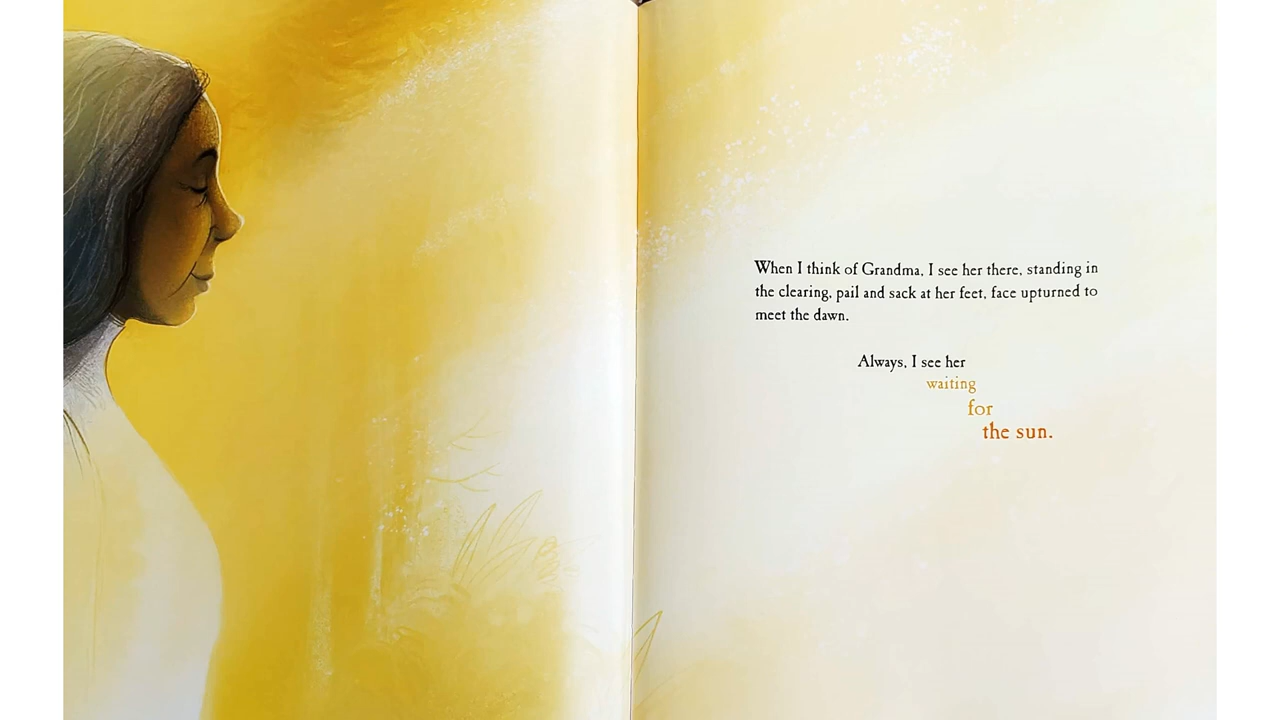 When I think of Grandma, I see her there, standing in
the clearing, pail and sack at her feet, face upturned to
meet the dawn.
Always, I see her
waiting
for
the sun.